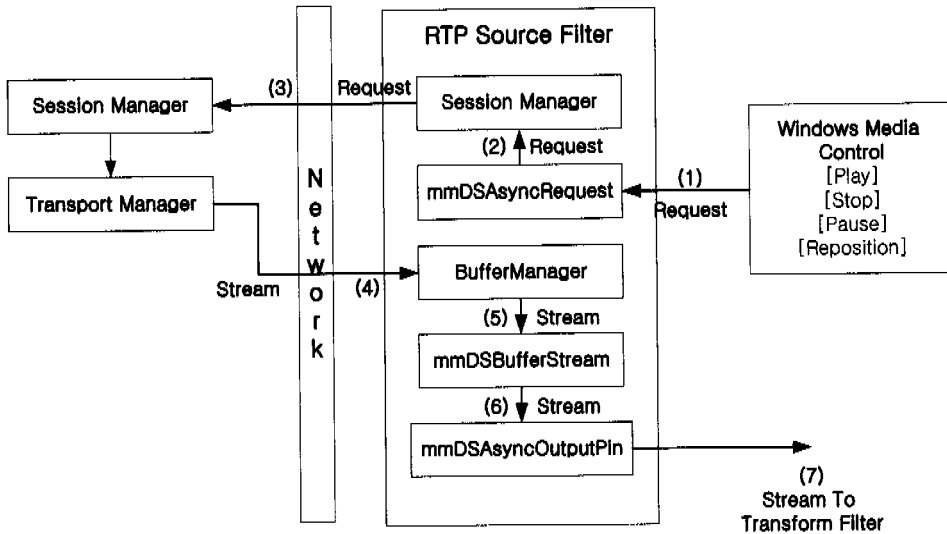 RTP Source Filter
Session Manager
(3)
Request
Session Manager
Windows Media
Control
[Play]
[Stop]
[Pause]
[Reposition]
(2)
Request
Transport Manager
Network
mmDSAsyncRequest
(1)
Request
Stream
(4)
BufferManager
(5)
Stream
mmDSBufferStream
(6)
Stream
mmDSAsyncOutputPin
(7)
Stream To
Transform Filter